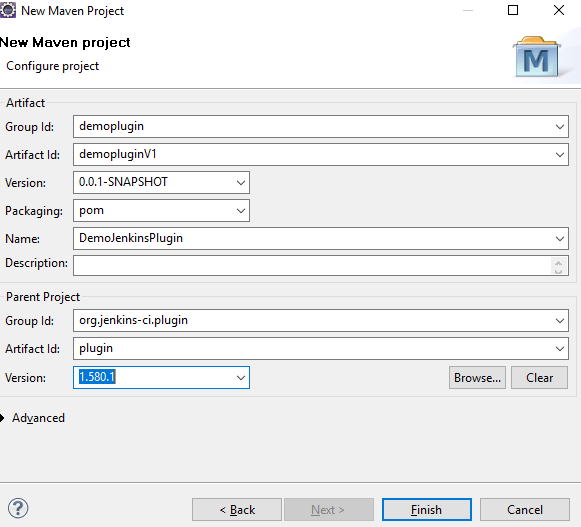 New Maven Project
New Maven project
Configure project
M
Artifact
Group Id: demoplugin
Artifact Id: demopluginV1
Version: 0.0.1-SNAPSHOT
Packaging: pom
Name: DemoJenkinsPlugin
Description:
Parent Project
Group Id: org.jenkins-ci.plugin
Artifact Id: plugin
Version: 1.580.1 Browse... Clear
Advanced
? < Back Next > Finish Cancel